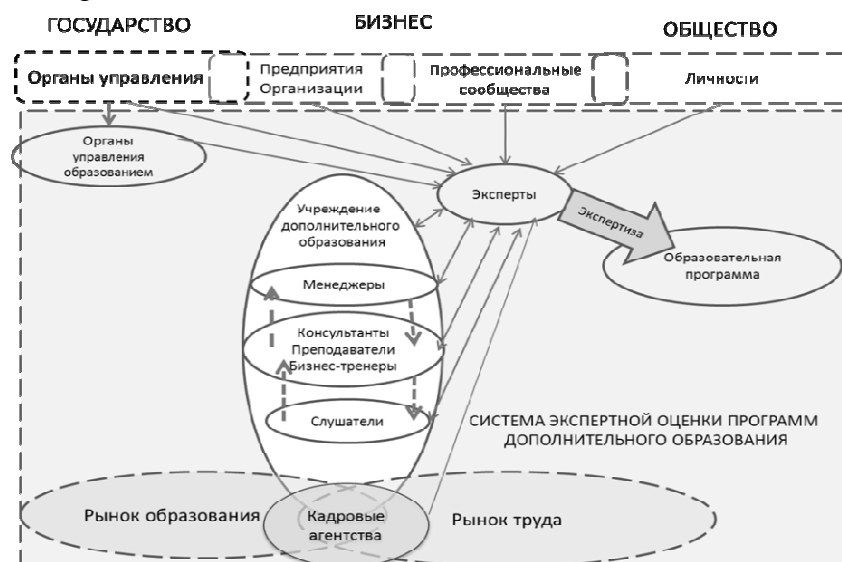 ГОСУДАРСТВО
БИЗНЕС
ОБЩЕСТВО
Органы управления
Предприятия
Организации
Профессиональные
сообщества
Личности
Органы
управления
образованием
Эксперты
Экспертиза
Образовательная
программа
Учреждение
дополнительного
образования
Менеджеры
Консультанты
Преподаватели
Бизнес-тренеры
Слушатели
СИСТЕМА ЭКСПЕРТНОЙ ОЦЕНКИ ПРОГРАММ
ДОПОЛНИТЕЛЬНОГО ОБРАЗОВАНИЯ
Рынок образования
Кадровые
агентства
Рынок труда